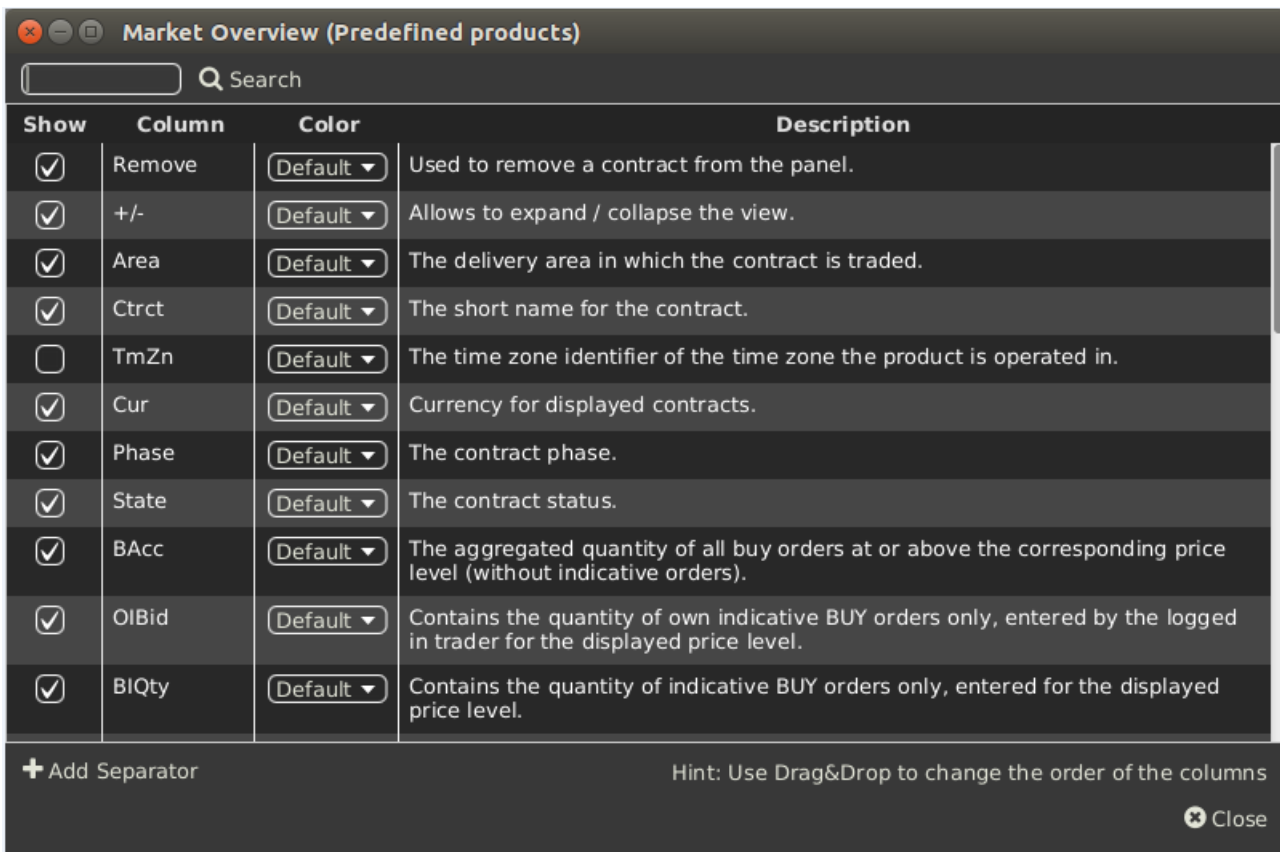 Market Overview (Predefined products)
Search
Show Column Color Description
Remove Default Used to remove a contract from the panel.
+/- Default Allows to expand / collapse the view.
Area Default The delivery area in which the contract is traded.
Ctrct Default The short name for the contract.
TmZn Default The time zone identifier of the time zone the product is operated in.
Cur Default Currency for displayed contracts.
Phase Default The contract phase.
State Default The contract status.
BAcc Default The aggregated quantity of all buy orders at or above the corresponding price
level (without indicative orders).
OIBid Default Contains the quantity of own indicative BUY orders only, entered by the logged
in trader for the displayed price level.
BIQty Default Contains the quantity of indicative BUY orders only, entered for the displayed
price level.
Add Separator Hint: Use Drag&Drop to change the order of the columns
Close